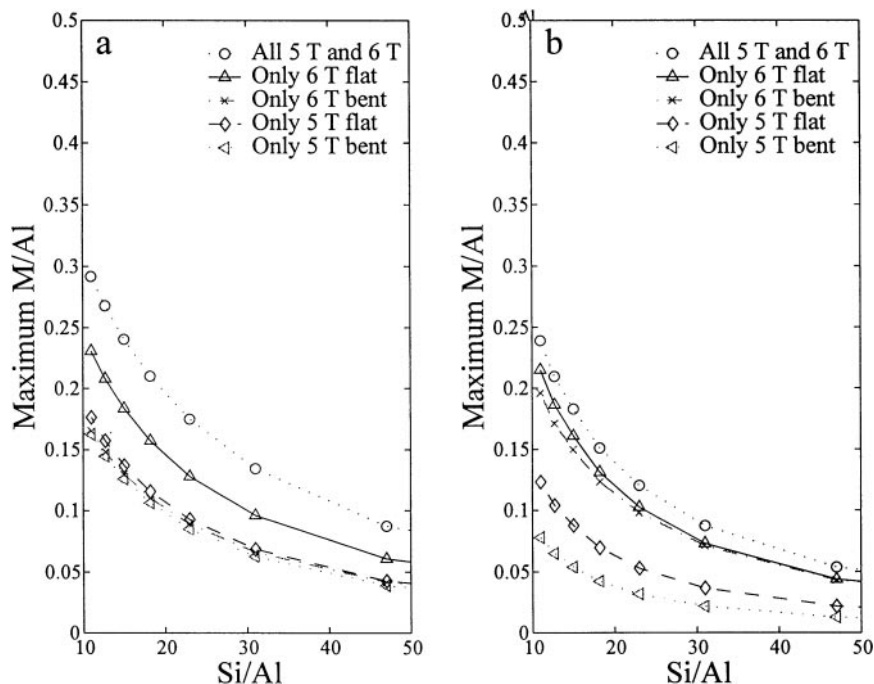 a
All 5 T and 6 T
Only 6 T flat
Only 6 T bent
Only 5 T flat
Only 5 T bent
Maximum M/Al
0.5
0.45
0.4
0.35
0.3
0.25
0.2
0.15
0.1
0.05
0
10
20
30
40
50
Si/Al
b
All 5 T and 6 T
Only 6 T flat
Only 6 T bent
Only 5 T flat
Only 5 T bent
Maximum M/Al
0.5
0.45
0.4
0.35
0.3
0.25
0.2
0.15
0.1
0.05
0
10
20
30
40
50
Si/Al